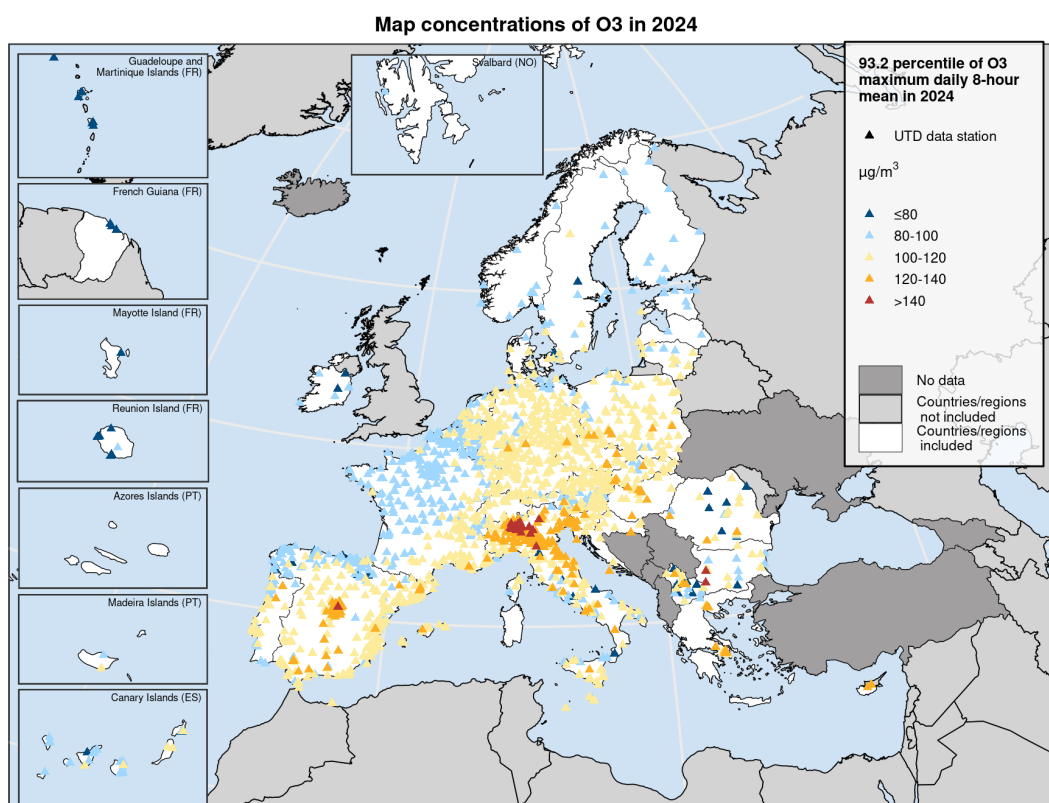 Map concentrations of O3 in 2024
Guadeloupe and
Martinique Islands (FR)
French Guiana (FR)
Mayotte Island (FR)
Reunion Island (FR)
Azores Islands (PT)
Madeira Islands (PT)
Canary Islands (ES)
Svalbard (NO)
93.2 percentile of O3
maximum daily 8-hour
mean in 2024
UTD data station
µg/m³
≤80
80-100
100-120
120-140
>140
No data
Countries/regions
not included
Countries/regions
included